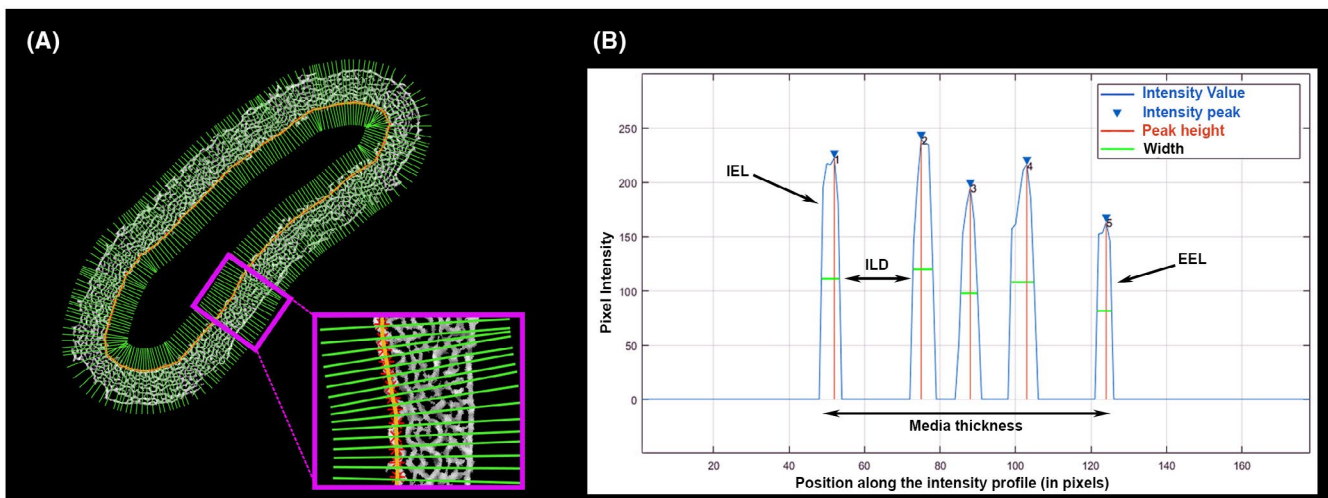 (A)
(B)
Intensity Value
Intensity peak
Peak height
Width
250
200
150
100
50
0
Pixel Intensity
IEL
1
ILD
2
3
4
5
EEL
Media thickness
20
40
60
80
100
120
140
160
Position along the intensity profile (in pixels)